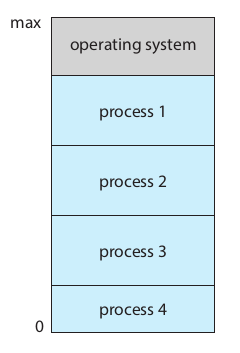 max
operating system
process 1
process 2
process 3
process 4
0